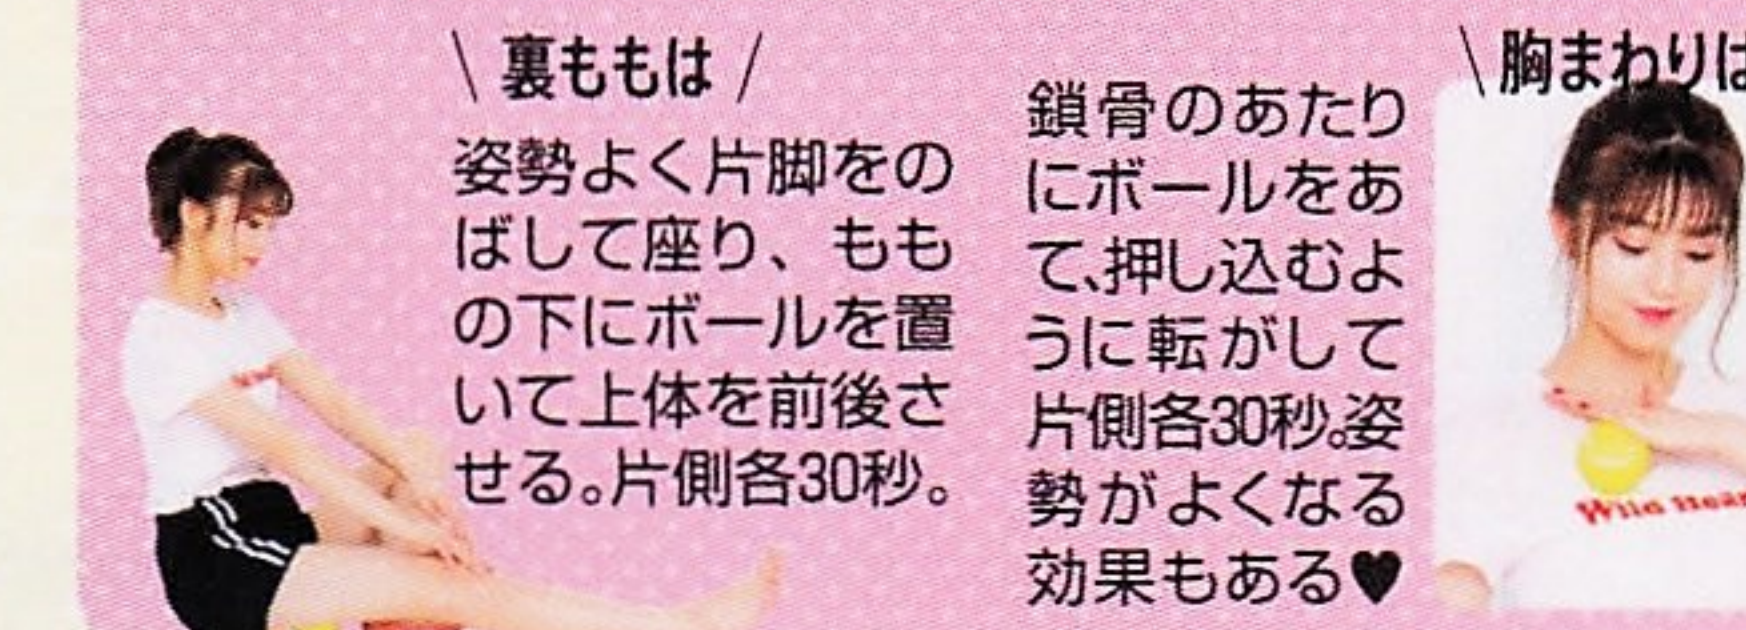 \ 裏ももは /
姿勢よく片脚をの
ばして座り、もも
の下にボールを置
いて上体を前後さ
せる。片側各30秒。
\ 胸まわりは
鎖骨のあたり
にボールをあ
て、押し込むよ
うに転がして
片側各30秒。姿
勢がよくなる
効果もある♥
Wild